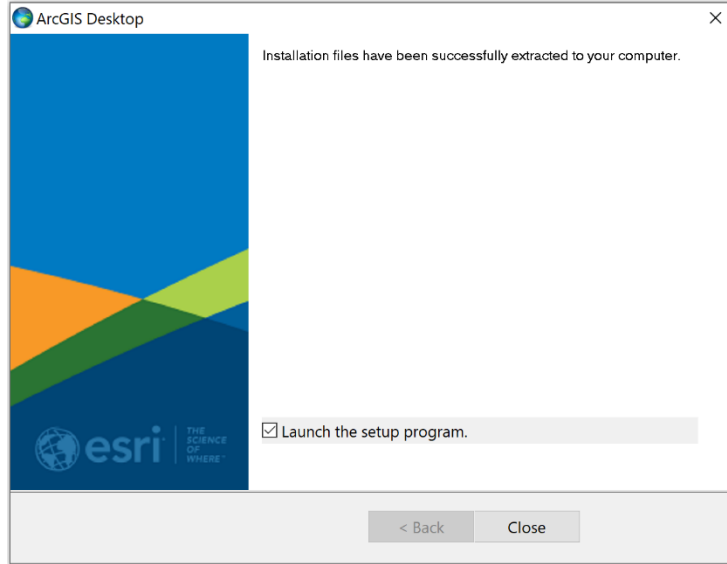 ArcGIS Desktop
Installation files have been successfully extracted to your computer.
Launch the setup program.
esri
THE
SCIENCE
OF
WHERE™
< Back
Close